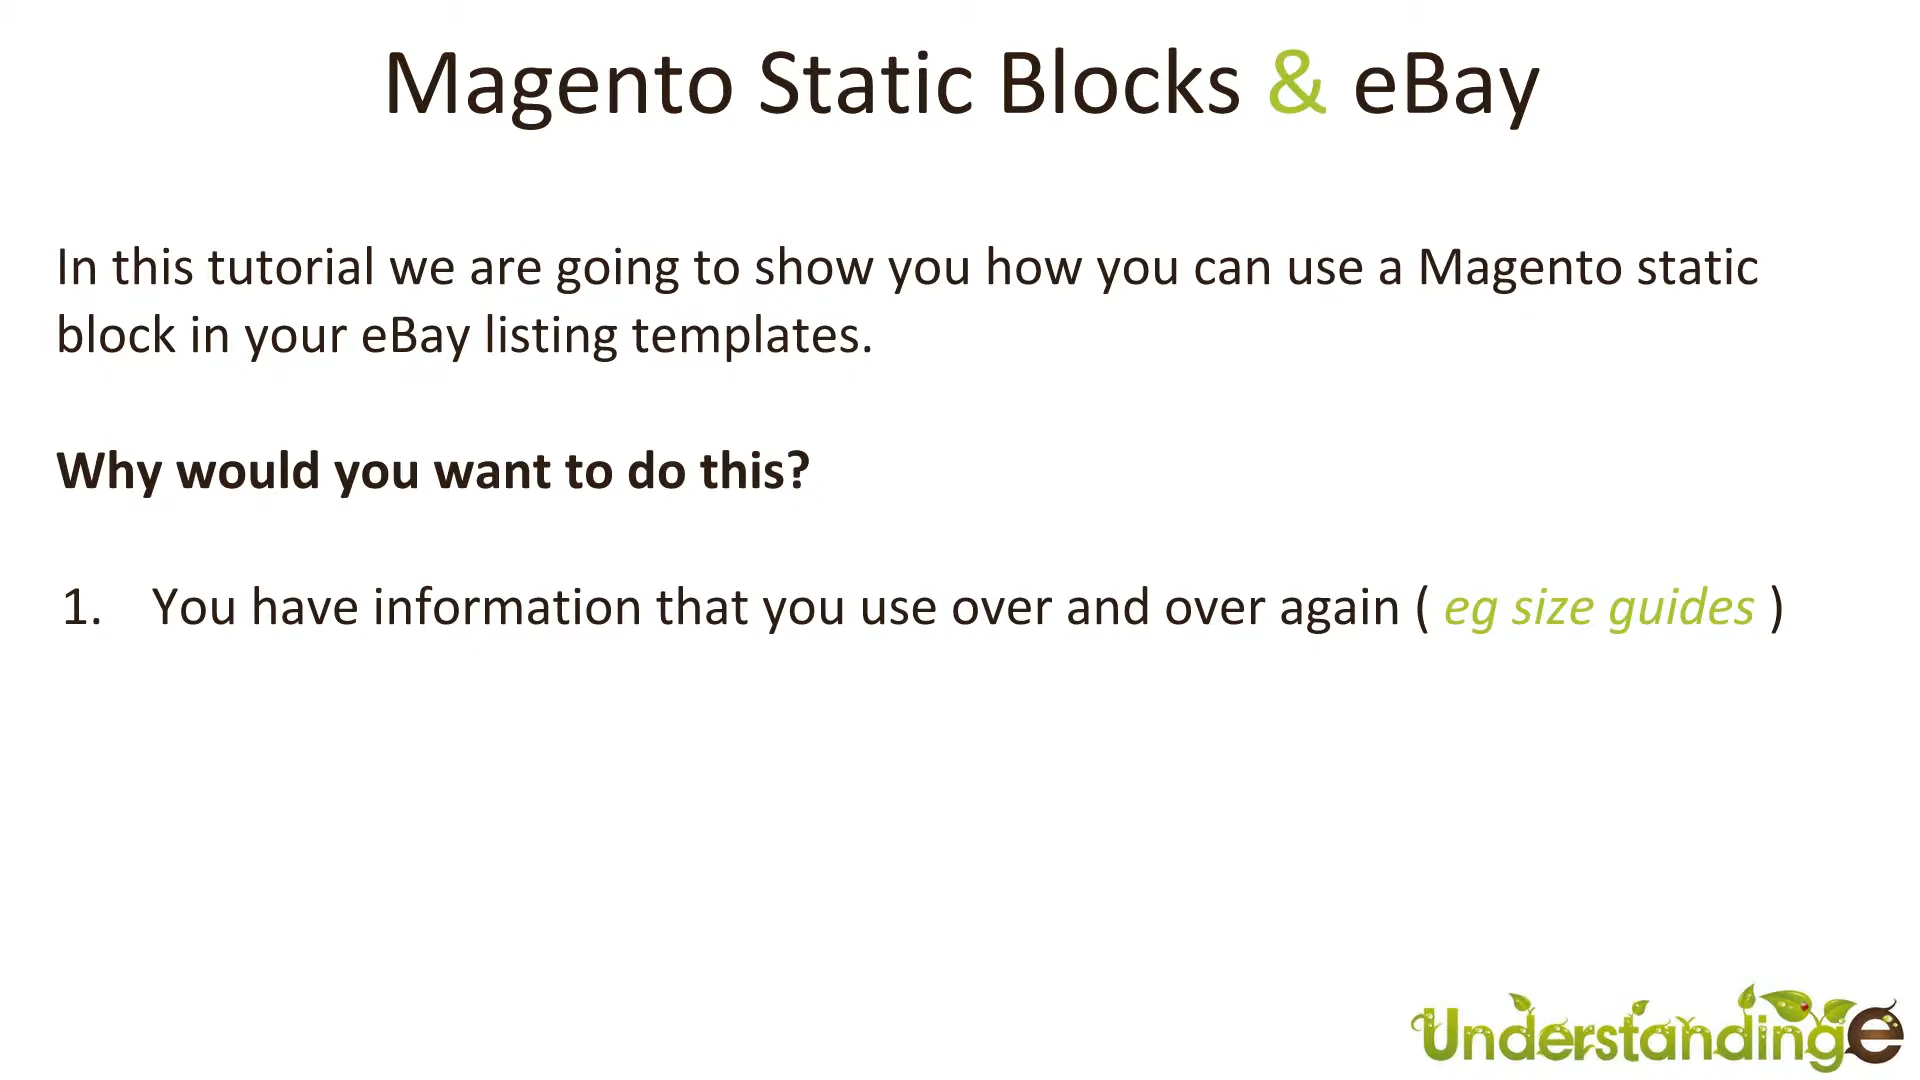 Magento Static Blocks & eBay
In this tutorial we are going to show you how you can use a Magento static
block in your eBay listing templates.
Why would you want to do this?
1. You have information that you use over and over again ( eg size guides )
Understandinge